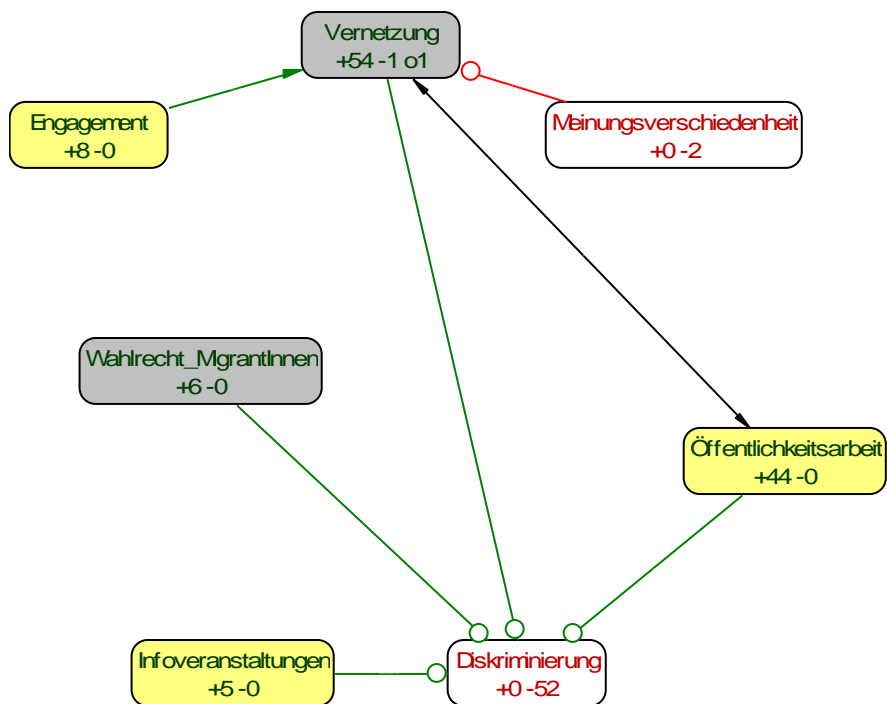 Vernetzung
+54 -1 o1
Engagement
+8 -0
Meinungsverschiedenheit
+0 -2
Wahlrecht_MgrantInnen
+6 -0
Öffentlichkeitsarbeit
+44 -0
Infoveranstaltungen
+5 -0
Diskriminierung
+0 -52